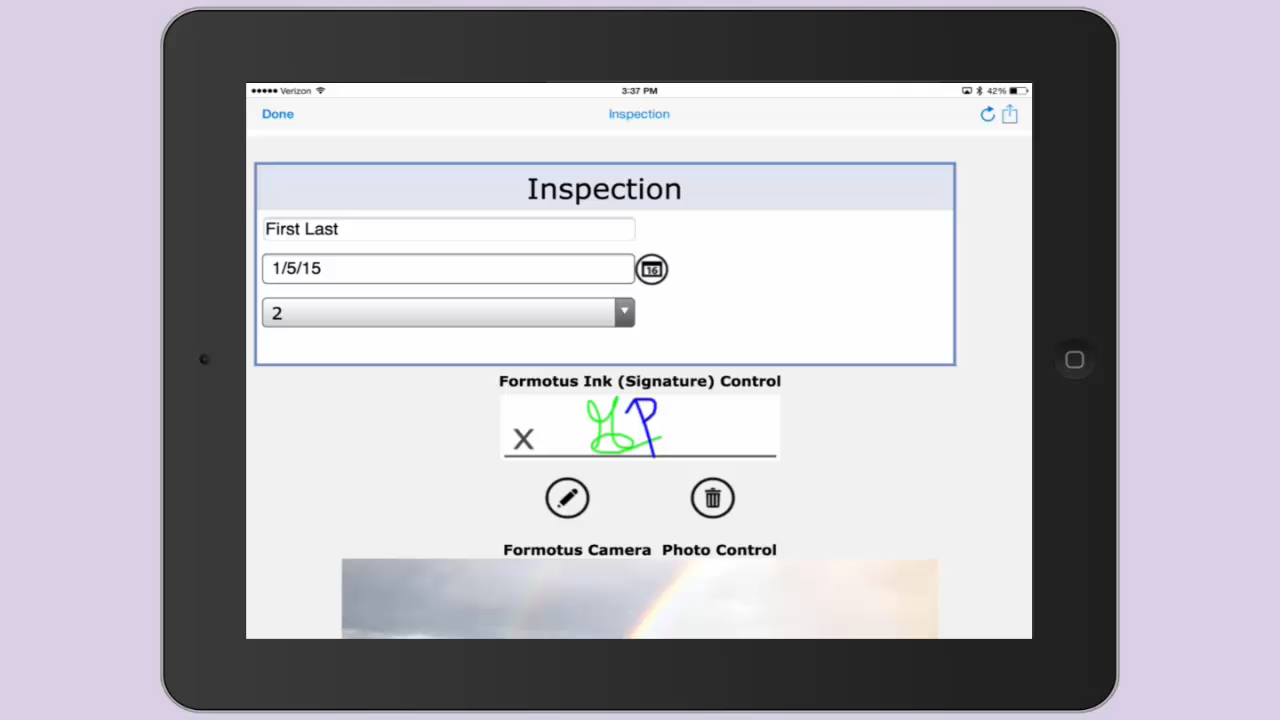 Verizon 3:37 PM 42%
Done Inspection
Inspection
First Last
1/5/15
16
2
Formotus Ink (Signature) Control
X
Formotus Camera Photo Control